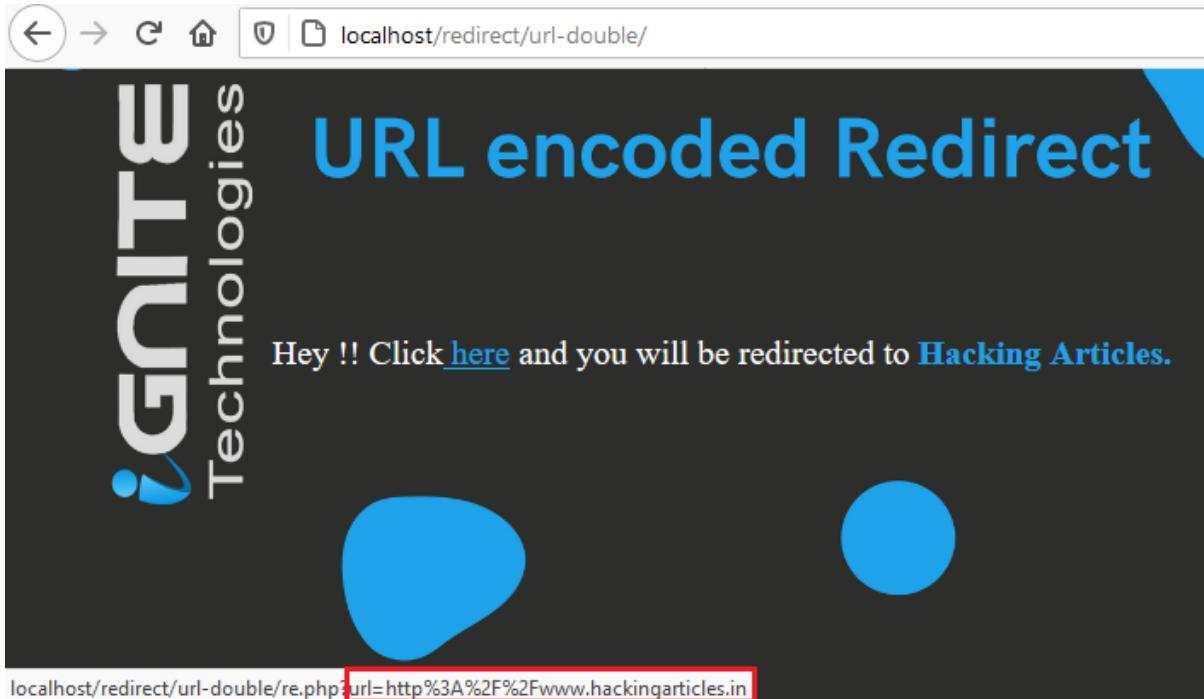 localhost/redirect/url-double/
iGNITE
Technologies
URL encoded Redirect
Hey !! Click here and you will be redirected to Hacking Articles.
localhost/redirect/url-double/re.php?url=http%3A%2F%2Fwww.hackingarticles.in